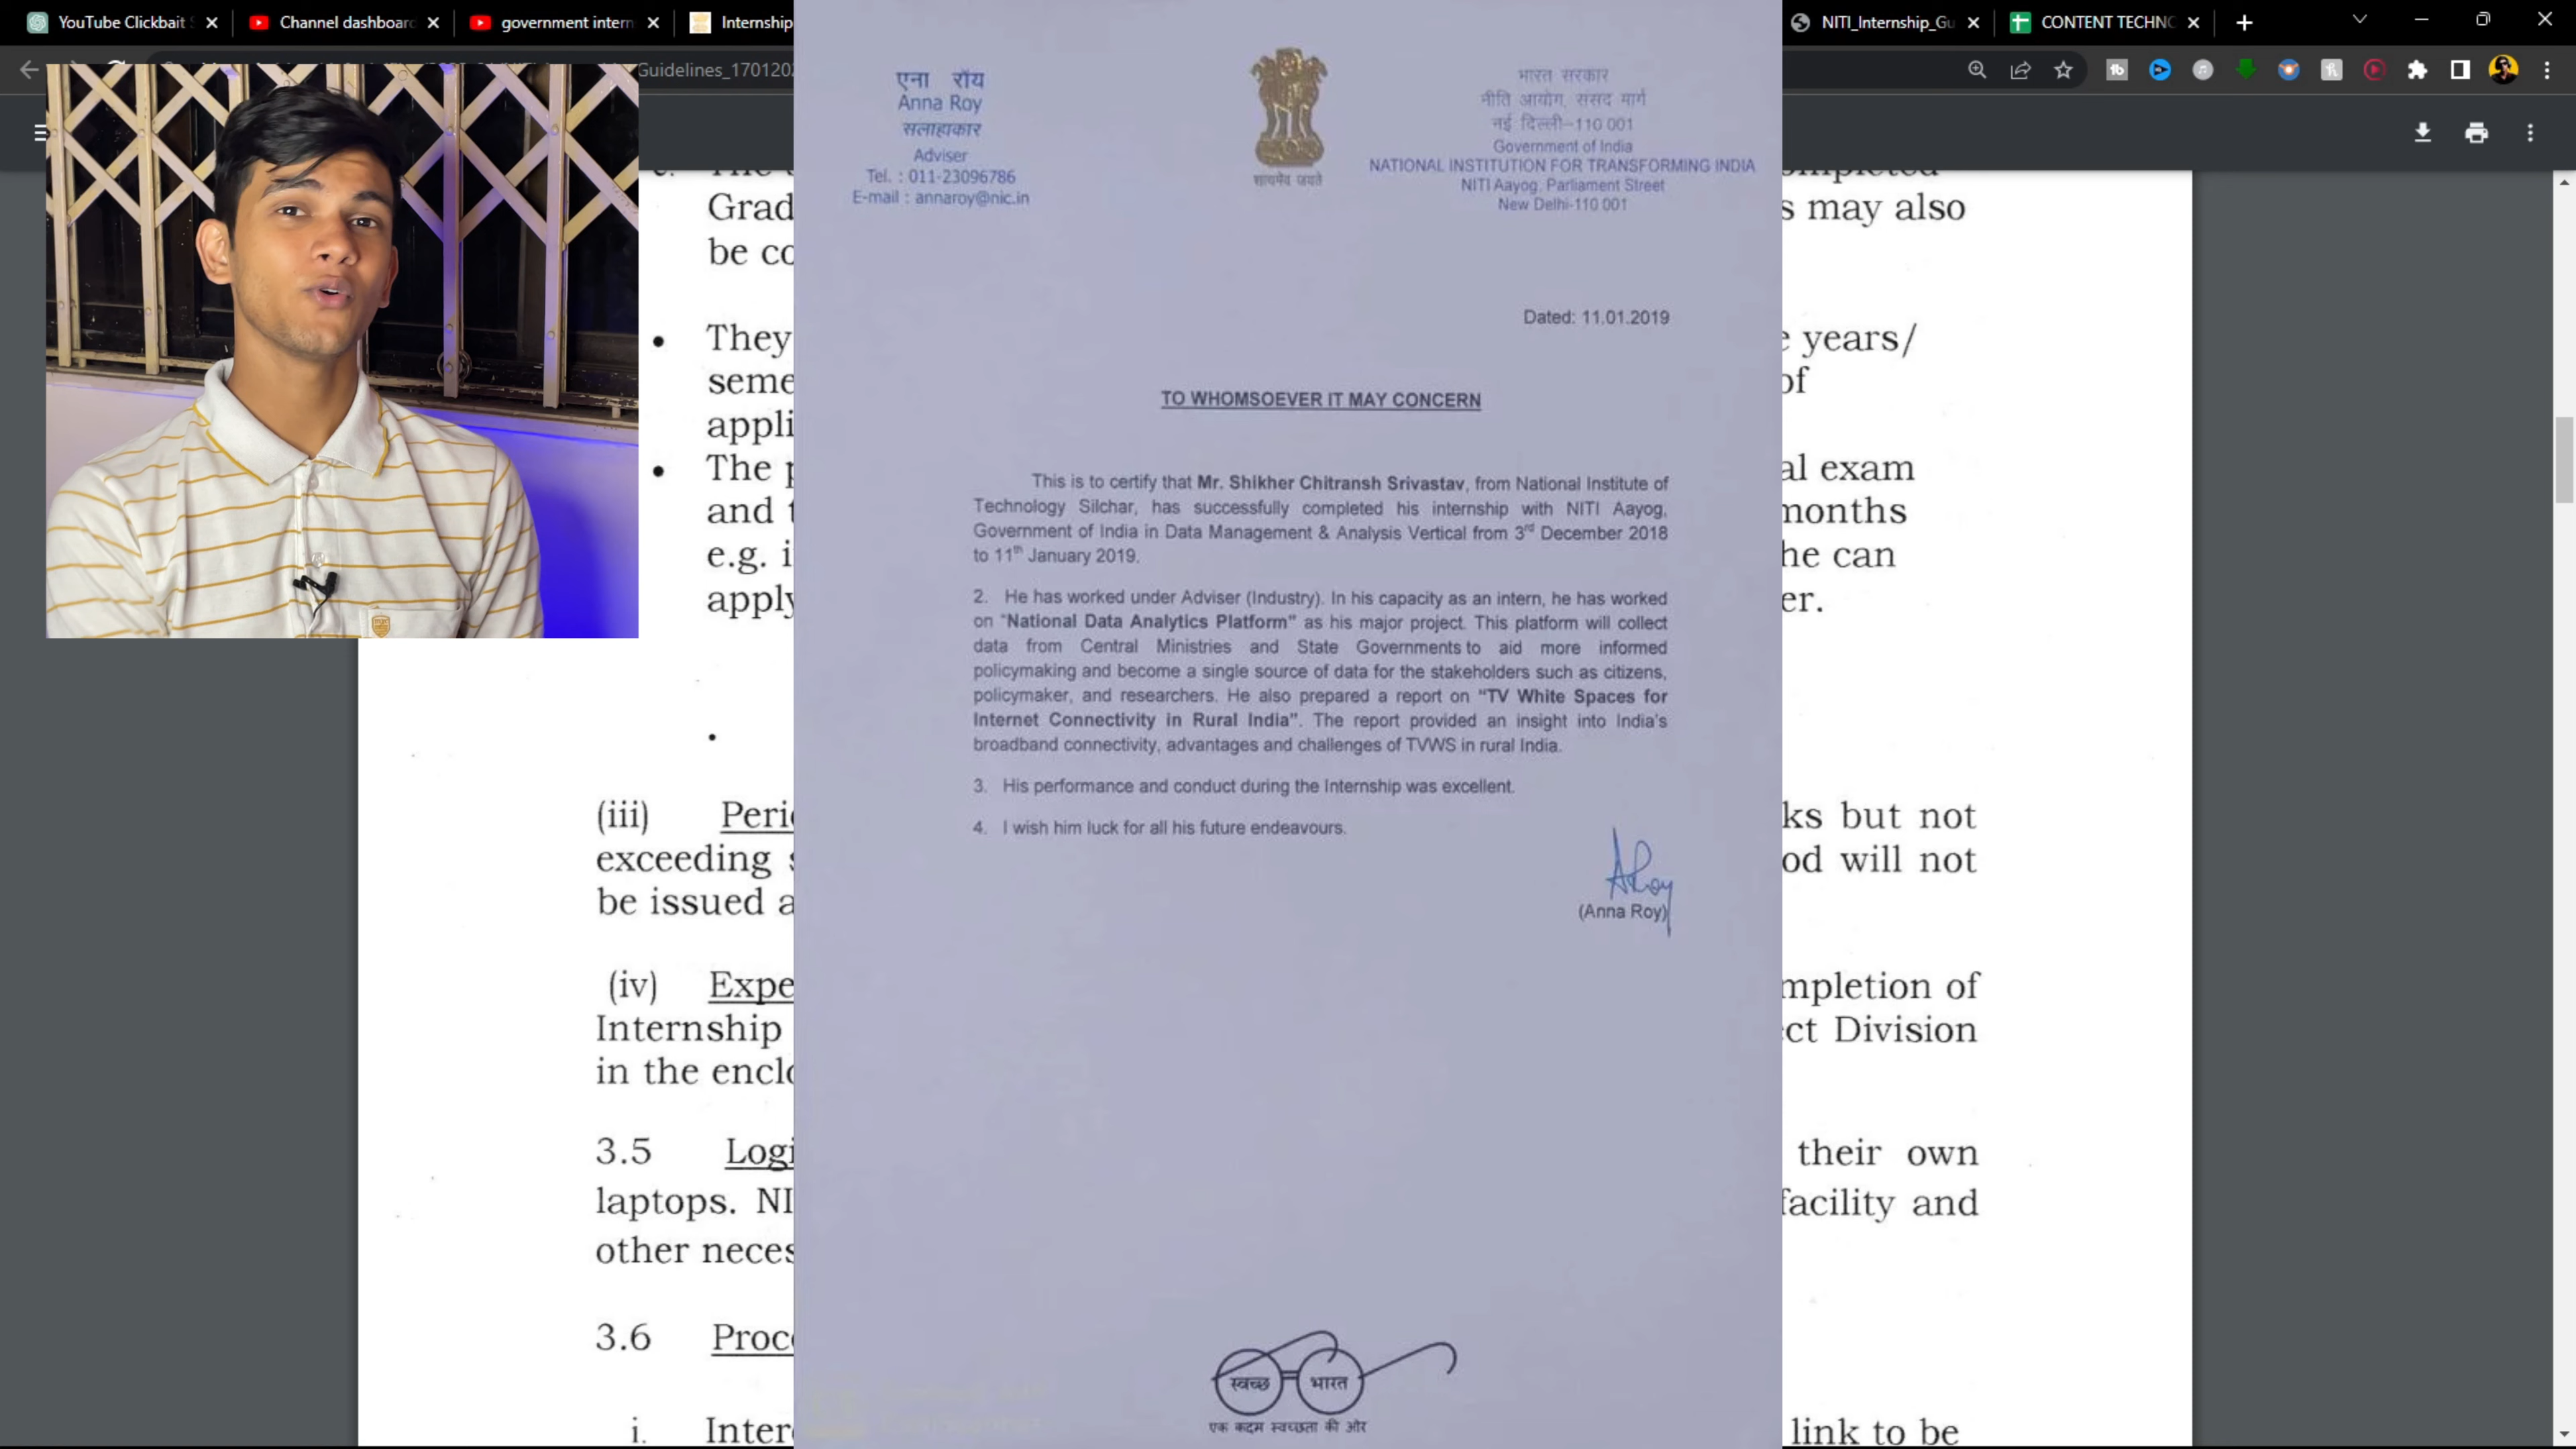 YouTube Clickbait
Channel dashboard
government intern
Internship
NITI_Internship_Gu
CONTENT TECHNO
Guidelines_1701202
Grad
be co
They
seme
appli
The p
and t
e.g. i
apply
(iii) Peri
exceeding s
be issued a
(iv) Expe
Internship
in the enclo
3.5 Logi
laptops. NI
other neces
3.6 Proc
i. Inter
एना रॉय
Anna Roy
सलाहाकार
Adviser
Tel. : 011-23096786
E-mail : annaroy@nic.in
सत्यमेव जयते
भारत सरकार
नीति आयोग, संसद मार्ग
नई दिल्ली-110 001
Government of India
NATIONAL INSTITUTION FOR TRANSFORMING INDIA
NITI Aayog, Parliament Street
New Delhi-110 001
Dated: 11.01.2019
TO WHOMSOEVER IT MAY CONCERN
This is to certify that Mr. Shikher Chitransh Srivastav, from National Institute of
Technology Silchar, has successfully completed his internship with NITI Aayog,
Government of India in Data Management & Analysis Vertical from 3rd December 2018
to 11th January 2019.
2. He has worked under Adviser (Industry). In his capacity as an intern, he has worked
on "National Data Analytics Platform" as his major project. This platform will collect
data from Central Ministries and State Governments to aid more informed
policymaking and become a single source of data for the stakeholders such as citizens,
policymaker, and researchers. He also prepared a report on "TV White Spaces for
Internet Connectivity in Rural India". The report provided an insight into India's
broadband connectivity, advantages and challenges of TVWS in rural India.
3. His performance and conduct during the Internship was excellent.
4. I wish him luck for all his future endeavours.
ARoy
(Anna Roy)
स्वच्छ भारत
एक कदम स्वच्छता की ओर
s may also
e years/
of
al exam
months
he can
er.
ks but not
od will not
mpletion of
ct Division
their own
facility and
link to be